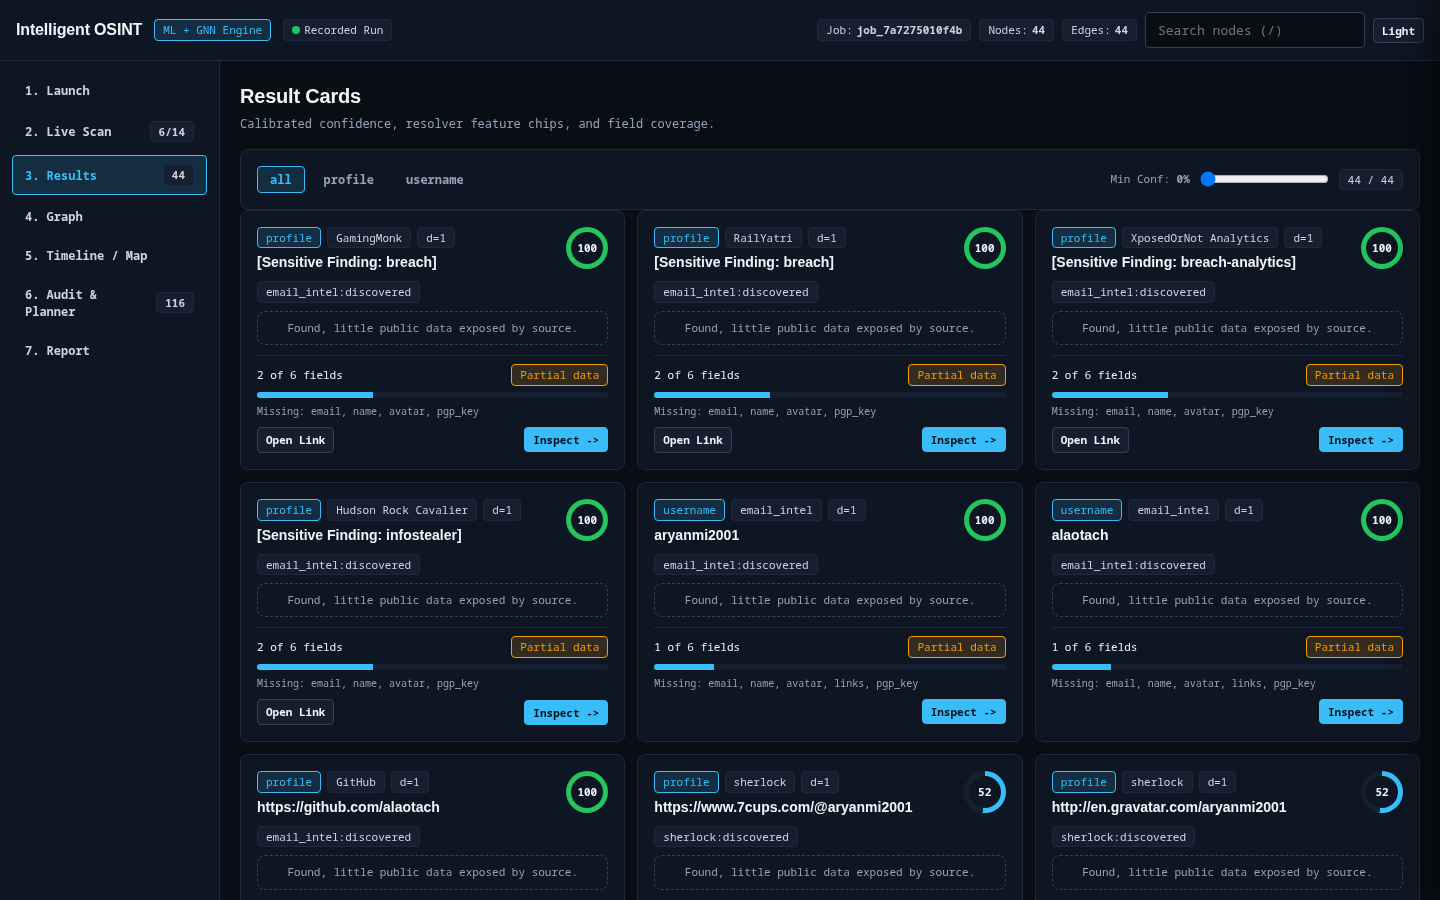 Intelligent OSINT
ML + GNN Engine
Recorded Run
Job: job_7a7275010f4b
Nodes: 44
Edges: 44
Search nodes (/)
Light
1. Launch
2. Live Scan
6/14
3. Results
44
4. Graph
5. Timeline / Map
6. Audit &
Planner
116
7. Report
Result Cards
Calibrated confidence, resolver feature chips, and field coverage.
all
profile
username
Min Conf: 0%
44 / 44
profile
GamingMonk
d=1
100
[Sensitive Finding: breach]
email_intel:discovered
Found, little public data exposed by source.
2 of 6 fields
Partial data
Missing: email, name, avatar, pgp_key
Open Link
Inspect ->
profile
RailYatri
d=1
100
[Sensitive Finding: breach]
email_intel:discovered
Found, little public data exposed by source.
2 of 6 fields
Partial data
Missing: email, name, avatar, pgp_key
Open Link
Inspect ->
profile
XposedOrNot Analytics
d=1
100
[Sensitive Finding: breach-analytics]
email_intel:discovered
Found, little public data exposed by source.
2 of 6 fields
Partial data
Missing: email, name, avatar, pgp_key
Open Link
Inspect ->
profile
Hudson Rock Cavalier
d=1
100
[Sensitive Finding: infostealer]
email_intel:discovered
Found, little public data exposed by source.
2 of 6 fields
Partial data
Missing: email, name, avatar, pgp_key
Open Link
Inspect ->
username
email_intel
d=1
100
aryanmi2001
email_intel:discovered
Found, little public data exposed by source.
1 of 6 fields
Partial data
Missing: email, name, avatar, links, pgp_key
Inspect ->
username
email_intel
d=1
100
alaotach
email_intel:discovered
Found, little public data exposed by source.
1 of 6 fields
Partial data
Missing: email, name, avatar, links, pgp_key
Inspect ->
profile
GitHub
d=1
100
https://github.com/alaotach
email_intel:discovered
Found, little public data exposed by source.
profile
sherlock
d=1
52
https://www.7cups.com/@aryanmi2001
sherlock:discovered
Found, little public data exposed by source.
profile
sherlock
d=1
52
http://en.gravatar.com/aryanmi2001
sherlock:discovered
Found, little public data exposed by source.